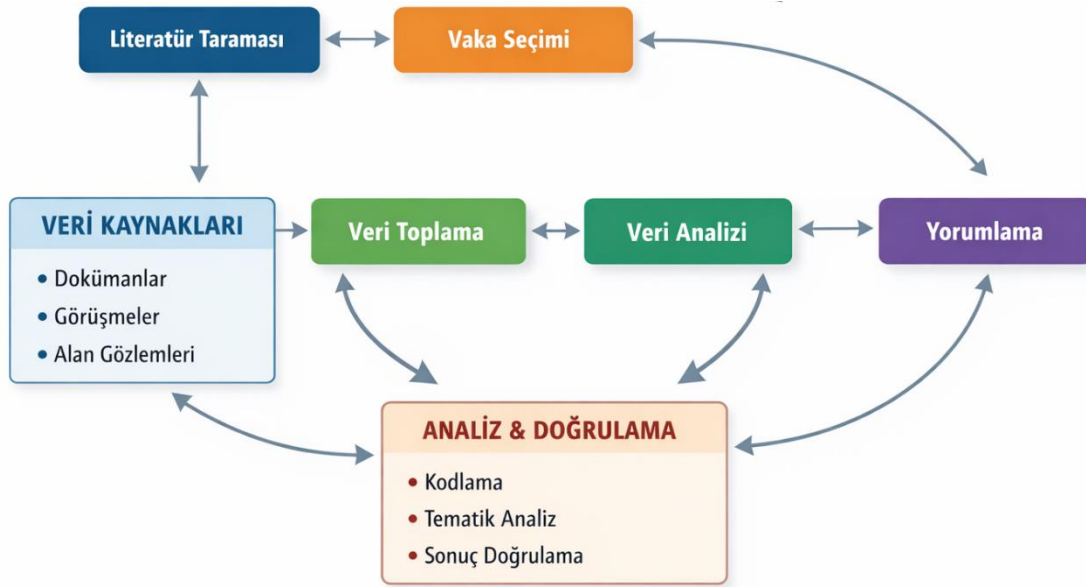 Literatür Taraması
Vaka Seçimi
VERİ KAYNAKLARI
• Dokümanlar
• Görüşmeler
• Alan Gözlemleri
Veri Toplama
Veri Analizi
Yorumlama
ANALİZ & DOĞRULAMA
• Kodlama
• Tematik Analiz
• Sonuç Doğrulama